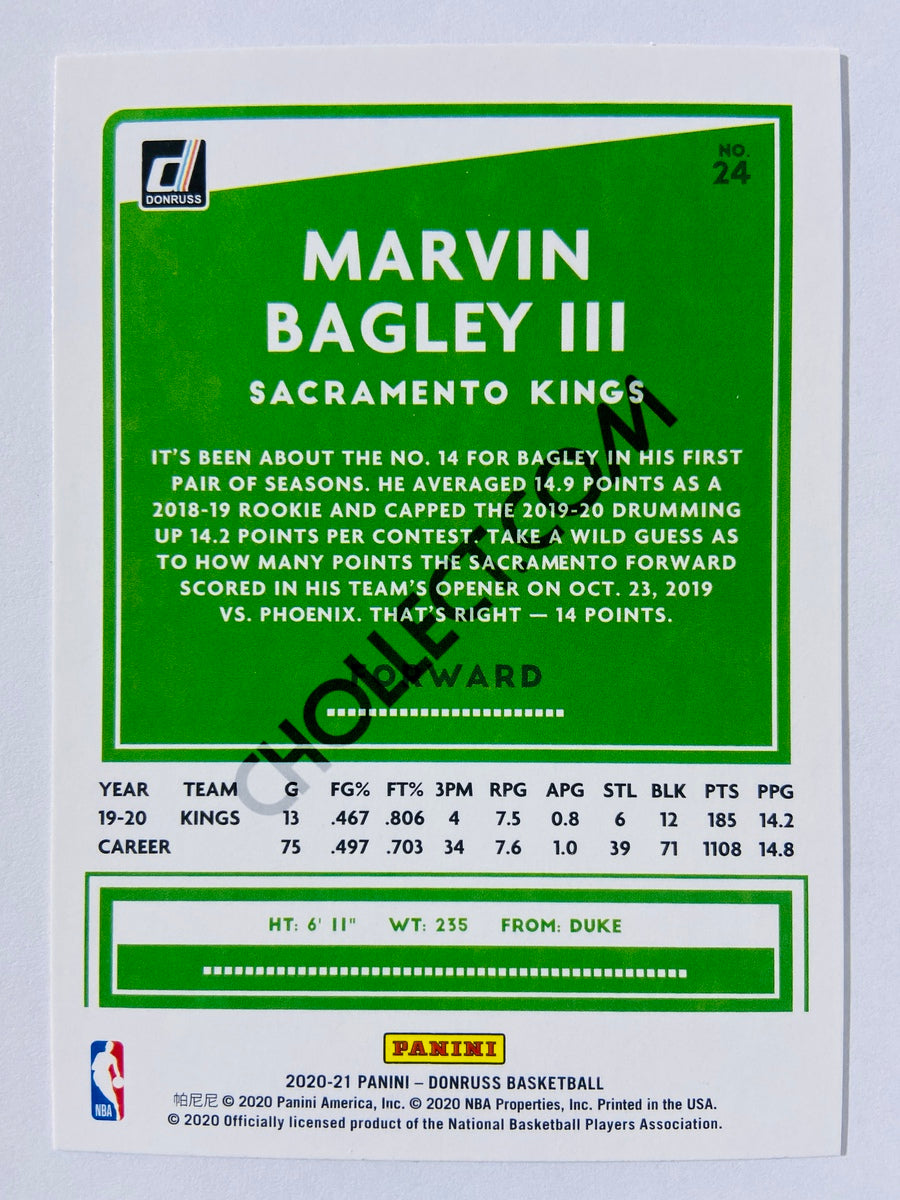 DONRUSS
NO.
24
MARVIN
BAGLEY III
SACRAMENTO KINGS
IT'S BEEN ABOUT THE NO. 14 FOR BAGLEY IN HIS FIRST
PAIR OF SEASONS. HE AVERAGED 14.9 POINTS AS A
2018-19 ROOKIE AND CAPPED THE 2019-20 DRUMMING
UP 14.2 POINTS PER CONTEST. TAKE A WILD GUESS AS
TO HOW MANY POINTS THE SACRAMENTO FORWARD
SCORED IN HIS TEAM'S OPENER ON OCT. 23, 2019
VS. PHOENIX. THAT'S RIGHT — 14 POINTS.
FORWARD
CHOLLECT.COM
YEAR TEAM G FG% FT% 3PM RPG APG STL BLK PTS PPG
19-20 KINGS 13 .467 .806 4 7.5 0.8 6 12 185 14.2
CAREER 75 .497 .703 34 7.6 1.0 39 71 1108 14.8
HT: 6' 11" WT: 235 FROM: DUKE
PANINI
NBA
2020-21 PANINI – DONRUSS BASKETBALL
帕尼尼 © 2020 Panini America, Inc. © 2020 NBA Properties, Inc. Printed in the USA.
© 2020 Officially licensed product of the National Basketball Players Association.